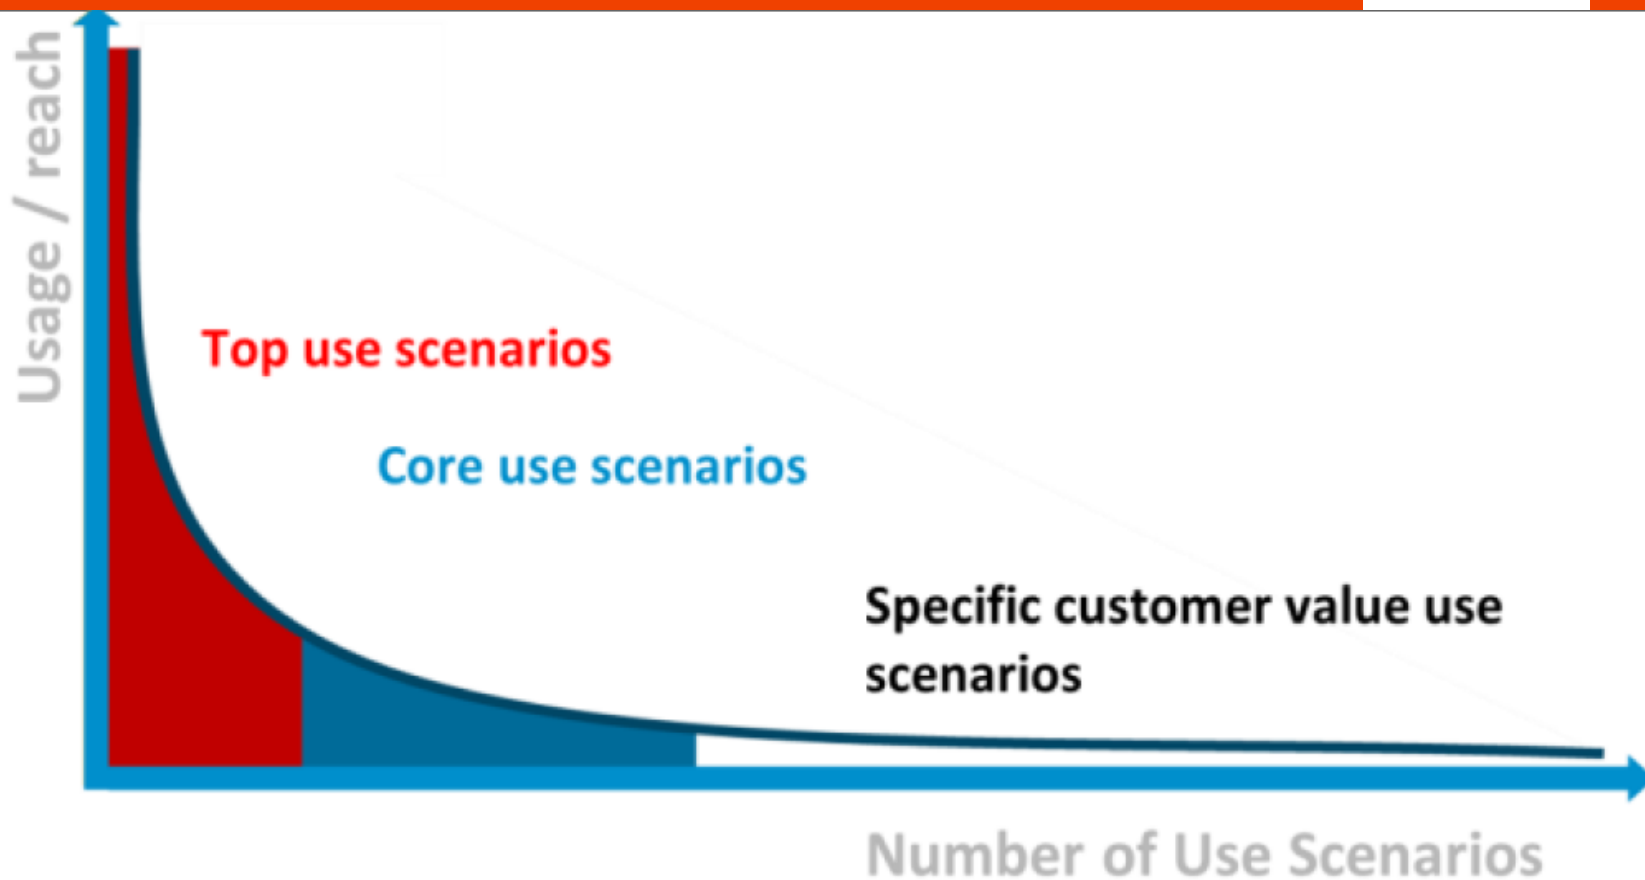 Usage / reach
Top use scenarios
Core use scenarios
Specific customer value use
scenarios
Number of Use Scenarios